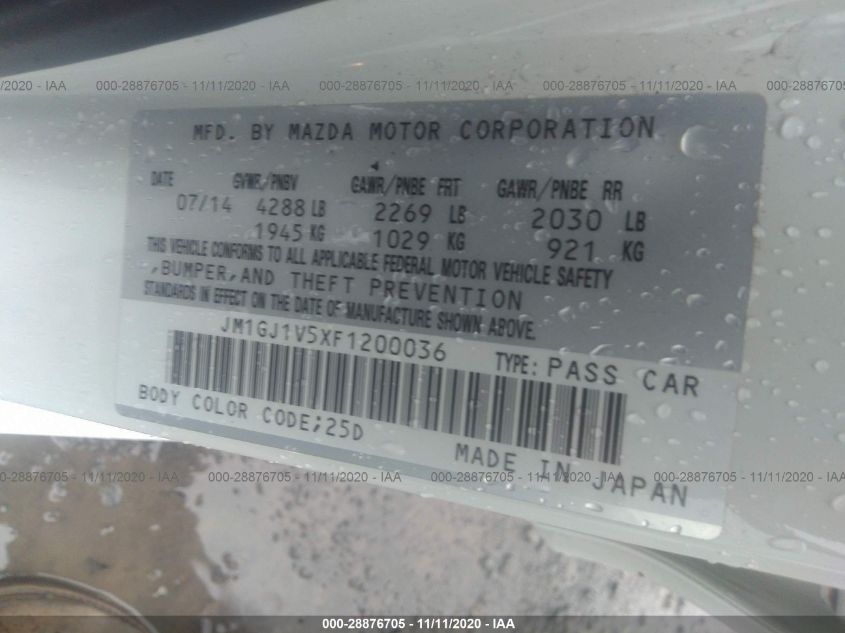 000-28876705 - 11/11/2020 - IAA
MFD. BY MAZDA MOTOR CORPORATION
DATE GVWR/PNBV GAWR/PNBE FRT GAWR/PNBE RR
07/14 4288 LB 2269 LB 2030 LB
1945 KG 1029 KG 921 KG
THIS VEHICLE CONFORMS TO ALL APPLICABLE FEDERAL MOTOR VEHICLE SAFETY
,BUMPER,AND THEFT PREVENTION
STANDARDS IN EFFECT ON THE DATE OF MANUFACTURE SHOWN ABOVE.
JM1GJ1V5XF1200036 TYPE: PASS CAR
BODY COLOR CODE;25D
MADE IN JAPAN
000-28876705 - 11/11/2020 - IAA
000-28876705 - 11/11/2020 - IAA